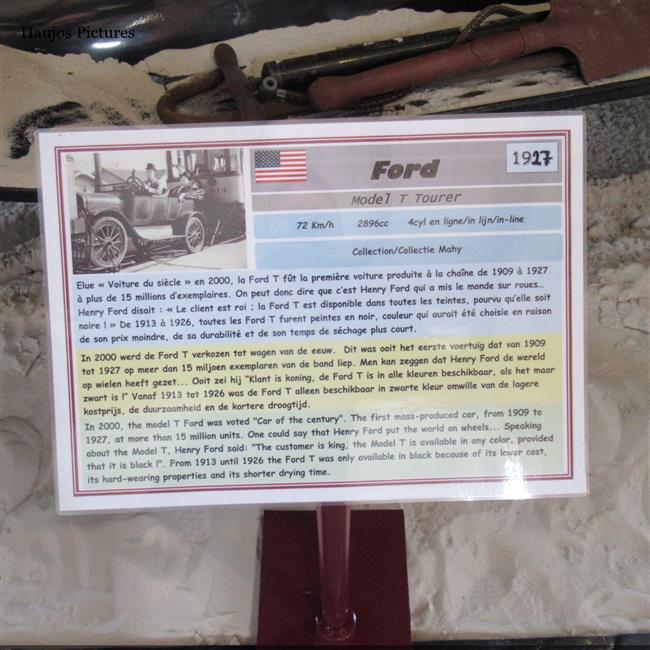 Haujos Pictures
Ford
1927
Model T Tourer
72 Km/h 2896cc 4cyl en ligne/in lijn/in-line
Collection/Collectie Mahy
Elue « Voiture du siècle » en 2000, la Ford T fût la première voiture produite à la chaîne de 1909 à 1927
à plus de 15 millions d'exemplaires. On peut donc dire que c'est Henry Ford qui a mis le monde sur roues...
Henry Ford disait : « Le client est roi ; la Ford T est disponible dans toutes les teintes, pourvu qu'elle soit
noire ! » De 1913 à 1926, toutes les Ford T furent peintes en noir, couleur qui aurait été choisie en raison
de son prix moindre, de sa durabilité et de son temps de séchage plus court.
In 2000 werd de Ford T verkozen tot wagen van de eeuw. Dit was ooit het eerste voertuig dat van 1909
tot 1927 op meer dan 15 miljoen exemplaren van de band liep. Men kan zeggen dat Henry Ford de wereld
op wielen heeft gezet... Ooit zei hij "Klant is koning, de Ford T is in alle kleuren beschikbaar, als het maar
zwart is !" Vanaf 1913 tot 1926 was de Ford T alleen beschikbaar in zwarte kleur omwille van de lagere
kostprijs, de duurzaamheid en de kortere droogtijd.
In 2000, the model T Ford was voted "Car of the century". The first mass-produced car, from 1909 to
1927, at more than 15 million units. One could say that Henry Ford put the world on wheels... Speaking
about the Model T, Henry Ford said: "The customer is king, the Model T is available in any color, provided
that it is black !". From 1913 until 1926 the Ford T was only available in black because of its lower cost,
its hard-wearing properties and its shorter drying time.